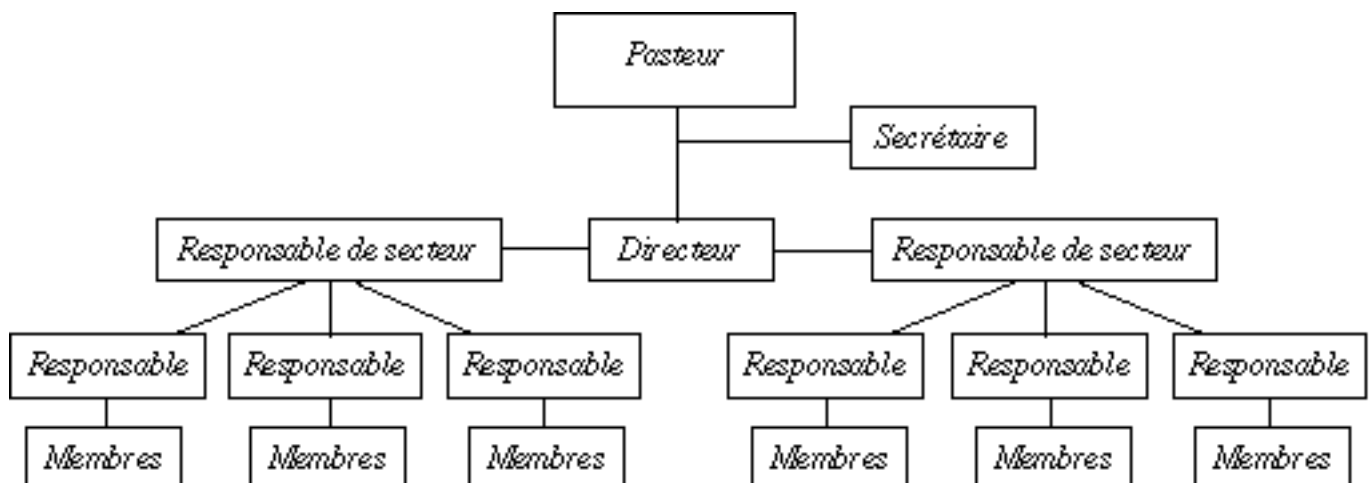 Pasteur
Secrétaire
Responsable de secteur
Directeur
Responsable de secteur
Responsable
Responsable
Responsable
Responsable
Responsable
Responsable
Membres
Membres
Membres
Membres
Membres
Membres